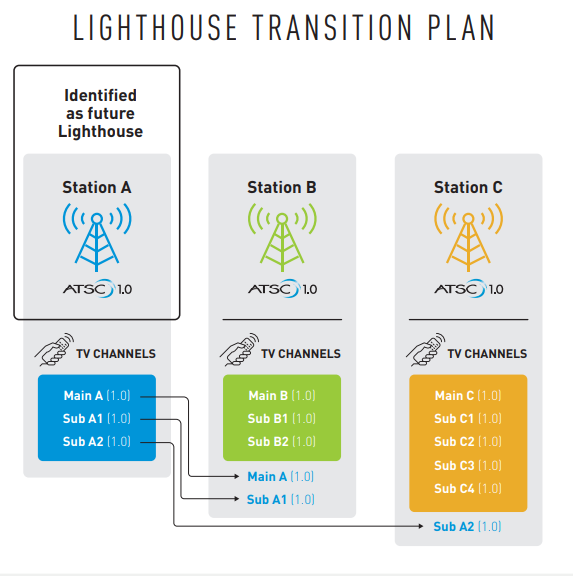 LIGHTHOUSE TRANSITION PLAN
Identified
as future
Lighthouse
Station A
ATSC 1.0
TV CHANNELS
Main A (1.0)
Sub A1 (1.0)
Sub A2 (1.0)
Station B
ATSC 1.0
TV CHANNELS
Main B (1.0)
Sub B1 (1.0)
Sub B2 (1.0)
Main A (1.0)
Sub A1 (1.0)
Station C
ATSC 1.0
TV CHANNELS
Main C (1.0)
Sub C1 (1.0)
Sub C2 (1.0)
Sub C3 (1.0)
Sub C4 (1.0)
Sub A2 (1.0)